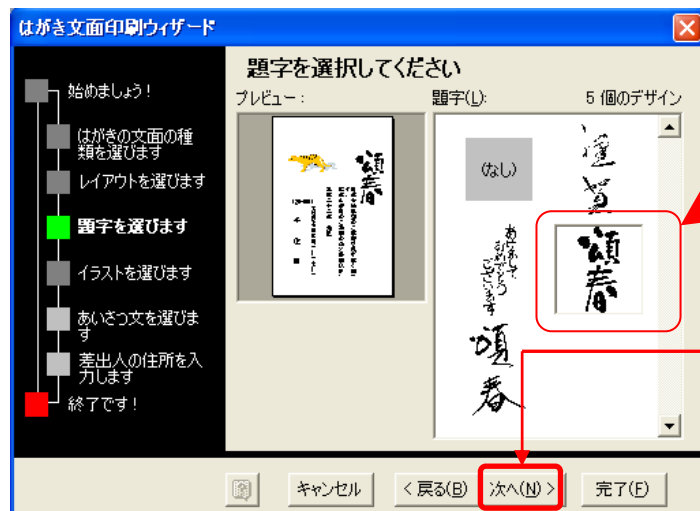 はがき文面印刷ウィザード
始めましょう!
はがきの文面の種
類を選びます
レイアウトを選びます
題字を選びます
イラストを選びます
あいさつ文を選びま
す
差出人の住所を入
力します
終了です!
題字を選択してください
プレビュー:
頌春
題字(L):
5 個のデザイン
(なし)
謹賀
頌春
あけまして
おめでとう
ございます
頌春
キャンセル
< 戻る(B)
次へ(N) >
完了(F)